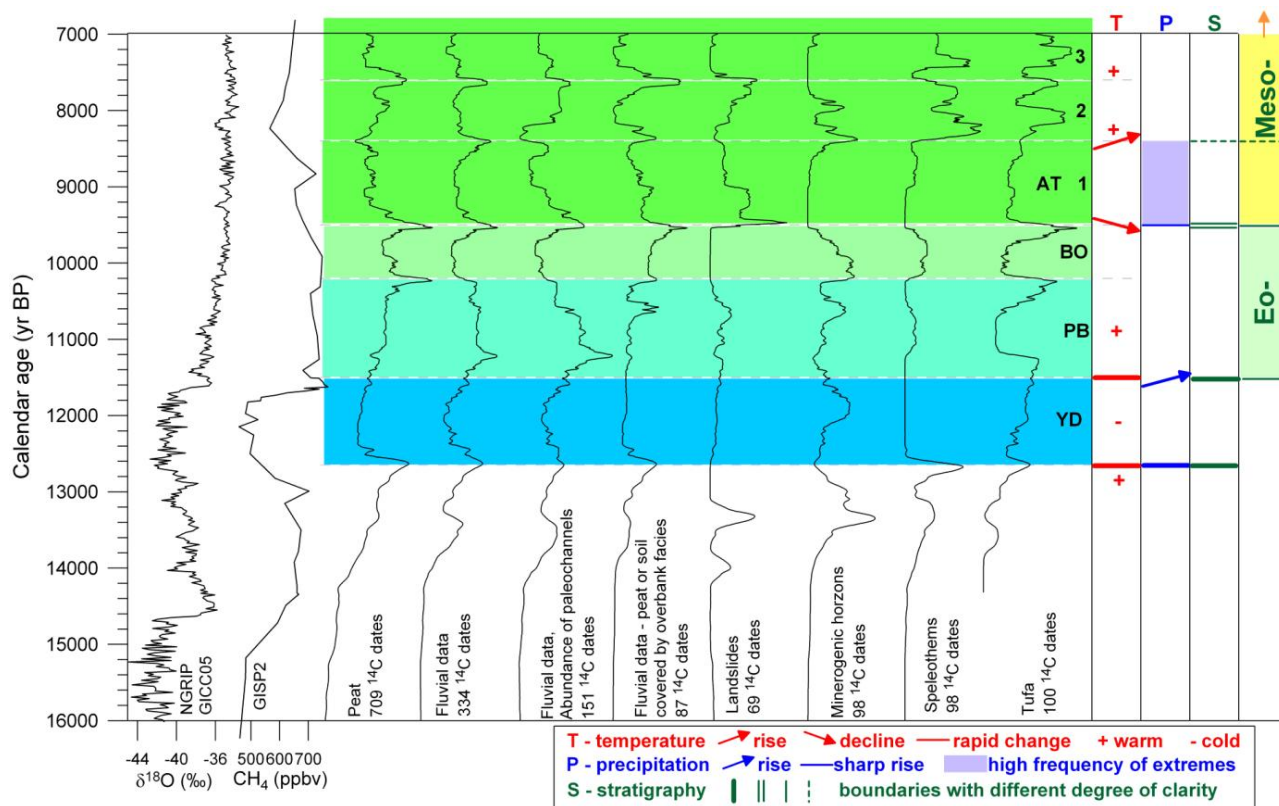 T P S
7000
8000
9000
10000
11000
12000
13000
14000
15000
16000
Calendar age (yr BP)
3
2
AT 1
BO
PB
YD
+
+
+
-
+
Meso-
Eo-
NGRIP
GICC05
GISP2
Peat
709 ¹⁴C dates
Fluvial data
334 ¹⁴C dates
Fluvial data,
Abundance of paleochannels
151 ¹⁴C dates
Fluvial data - peat or soil
covered by overbank facies
87 ¹⁴C dates
Landslides
69 ¹⁴C dates
Minerogenic horzons
98 ¹⁴C dates
Speleothems
98 ¹⁴C dates
Tufa
100 ¹⁴C dates
-44 -40 -36
δ¹⁸O (‰)
500 600 700
CH₄ (ppbv)
T - temperature rise decline rapid change + warm - cold
P - precipitation rise sharp rise high frequency of extremes
S - stratigraphy boundaries with different degree of clarity